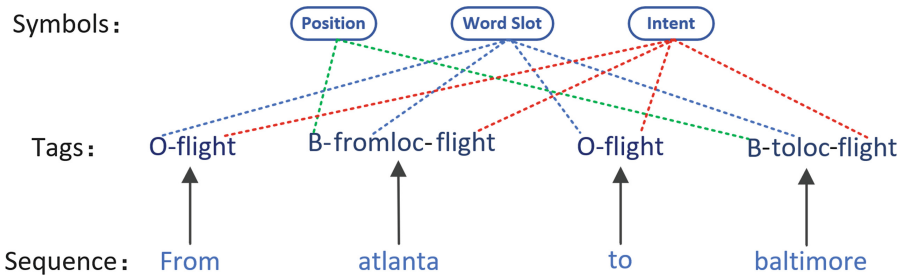 Symbols: Position Word Slot Intent
Tags: O-flight B-fromloc-flight O-flight B-toloc-flight
Sequence: From atlanta to baltimore